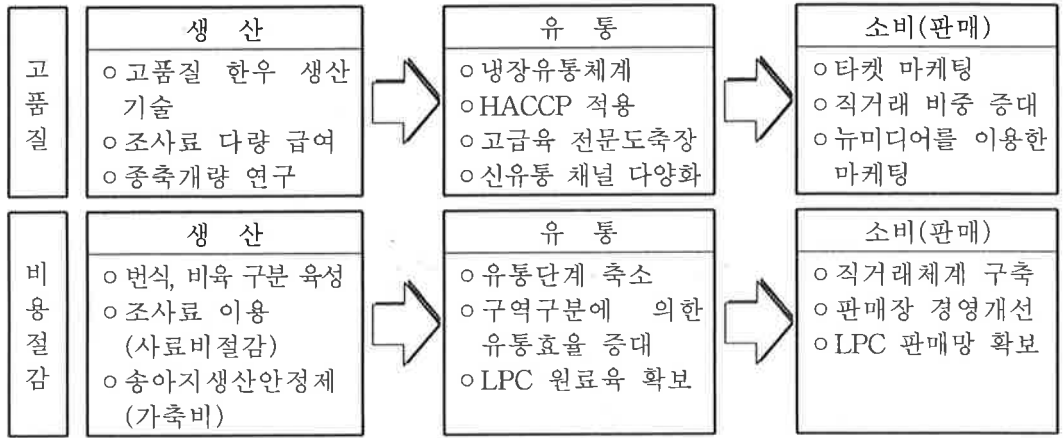 고품질
생 산
o 고품질 한우 생산
기술
o 조사료 다량 급여
o 종축개량 연구
유 통
o 냉장유통체계
o HACCP 적용
o 고급육 전문도축장
o 신유통 채널 다양화
소비(판매)
o 타켓 마케팅
o 직거래 비중 증대
o 뉴미디어를 이용한
마케팅
비용절감
생 산
o 번식, 비육 구분 육성
o 조사료 이용
(사료비절감)
o 송아지생산안정제
(가축비)
유 통
o 유통단계 축소
o 구역구분에 의한
유통효율 증대
o LPC 원료육 확보
소비(판매)
o 직거래체계 구축
o 판매장 경영개선
o LPC 판매망 확보